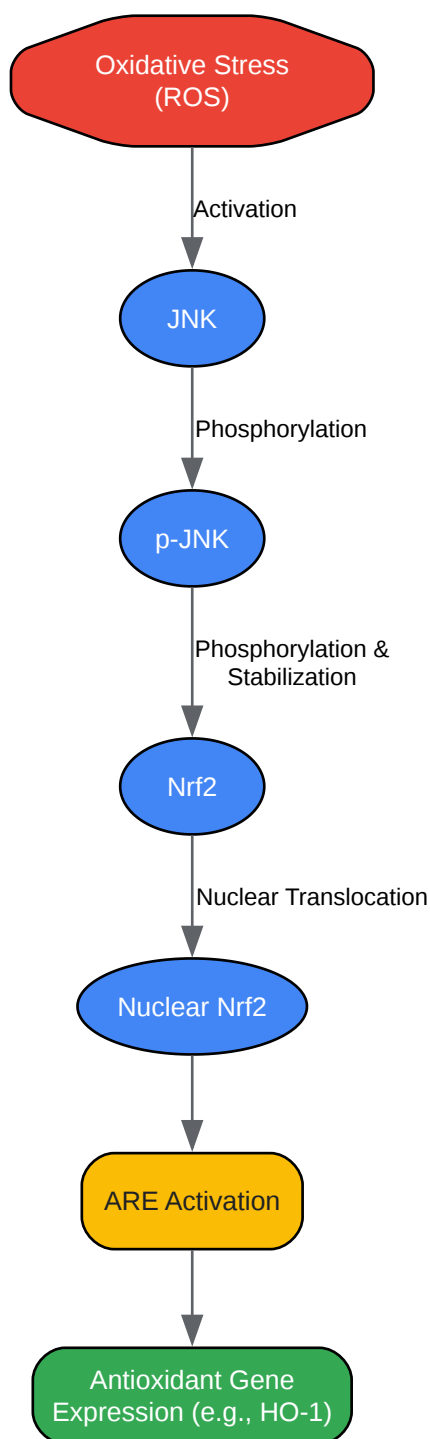 Oxidative Stress
(ROS)
Activation
JNK
Phosphorylation
p-JNK
Phosphorylation &
Stabilization
Nrf2
Nuclear Translocation
Nuclear Nrf2
ARE Activation
Antioxidant Gene
Expression (e.g., HO-1)